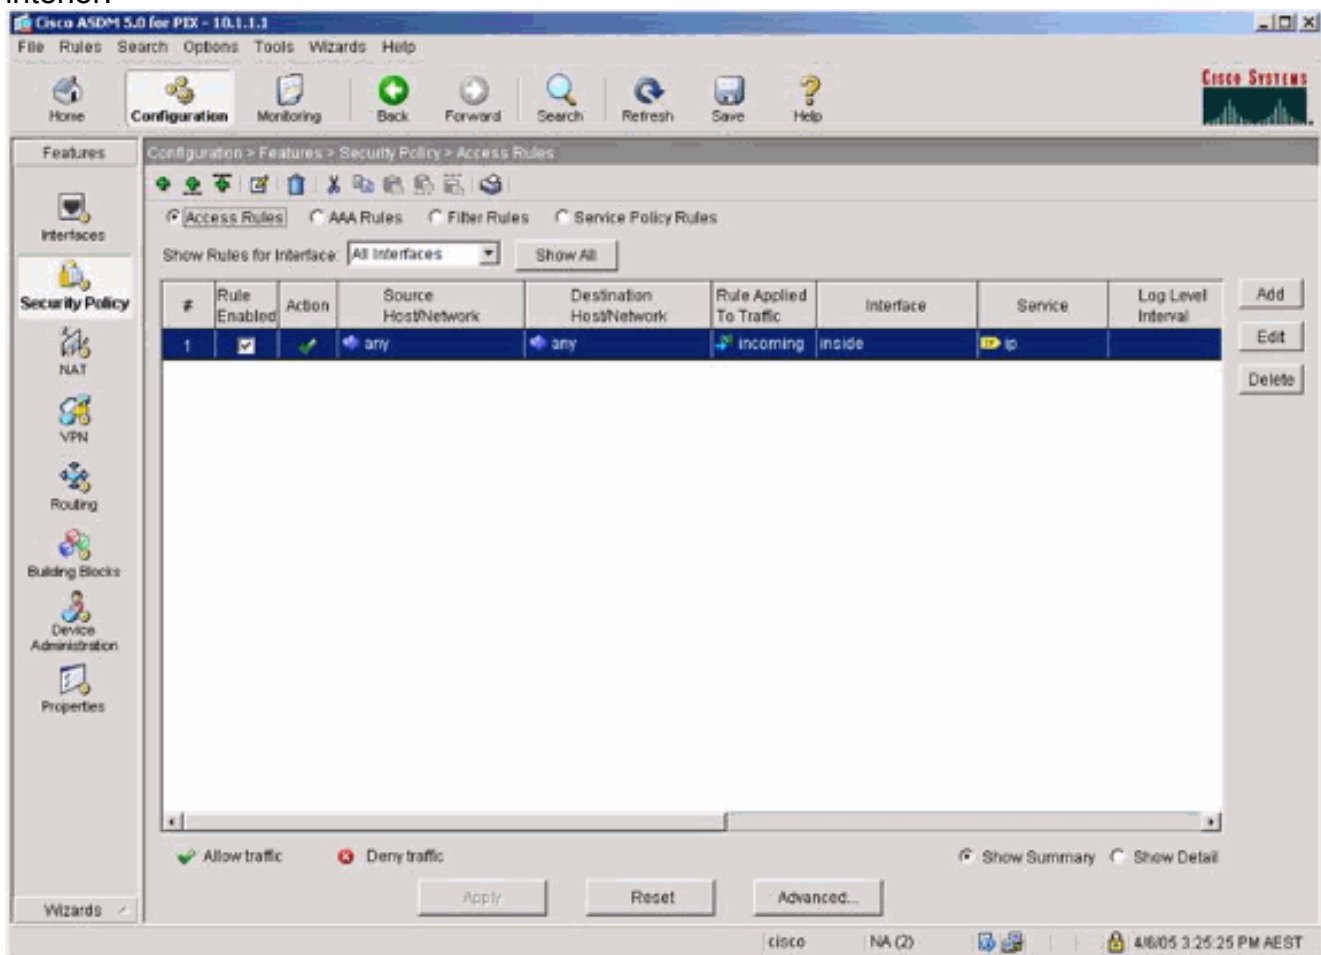 interior.
Cisco ASDM 5.0 for PIX - 10.1.1.1
File Rules Search Options Tools Wizards Help
Home Configuration Monitoring Back Forward Search Refresh Save Help
CISCO SYSTEMS
Features
Configuration > Features > Security Policy > Access Rules
Interfaces
Security Policy
NAT
VPN
Routing
Building Blocks
Device
Administration
Properties
Wizards
Access Rules AAA Rules Filter Rules Service Policy Rules
Show Rules for Interface: All Interfaces Show All
# Rule Enabled Action Source Host/Network Destination Host/Network Rule Applied To Traffic Interface Service Log Level Interval
1 any any incoming inside ip
Add
Edit
Delete
Allow traffic Deny traffic Show Summary Show Detail
Apply Reset Advanced...
cisco NA (2) 4/6/05 3:25:25 PM AEST